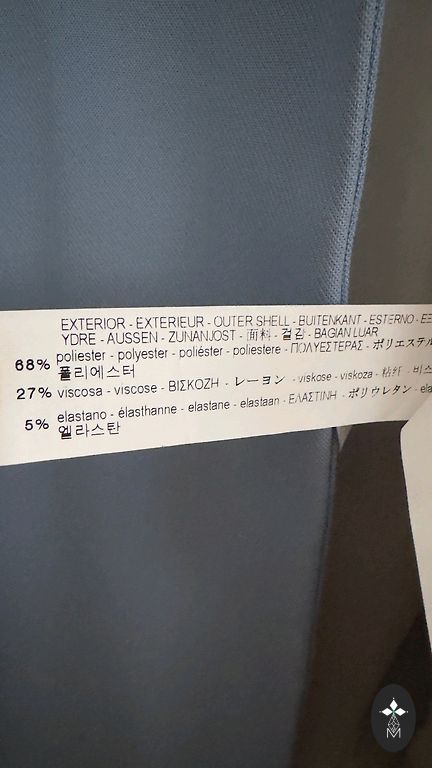 EXTERIOR - EXTERIEUR - OUTER SHELL - BUITENKANT - ESTERNO -
YDRE - AUSSEN - ZUNANJOST - 面料 - 겉감 - BAGIAN LUAR
68% poliester - polyester - poliéster - poliestere - ΠΟΛΥΕΣΤΕΡΑΣ - ポリエステル
폴리에스터
27% viscosa - viscose - ΒΙΣΚΟΖΗ - レーヨン - viskose - viskoza - 粘纤 -
5% elastano - élasthanne - elastane - elastaan - ΕΛΑΣΤΙΝΗ - ポリウレタン -
엘라스탄
M